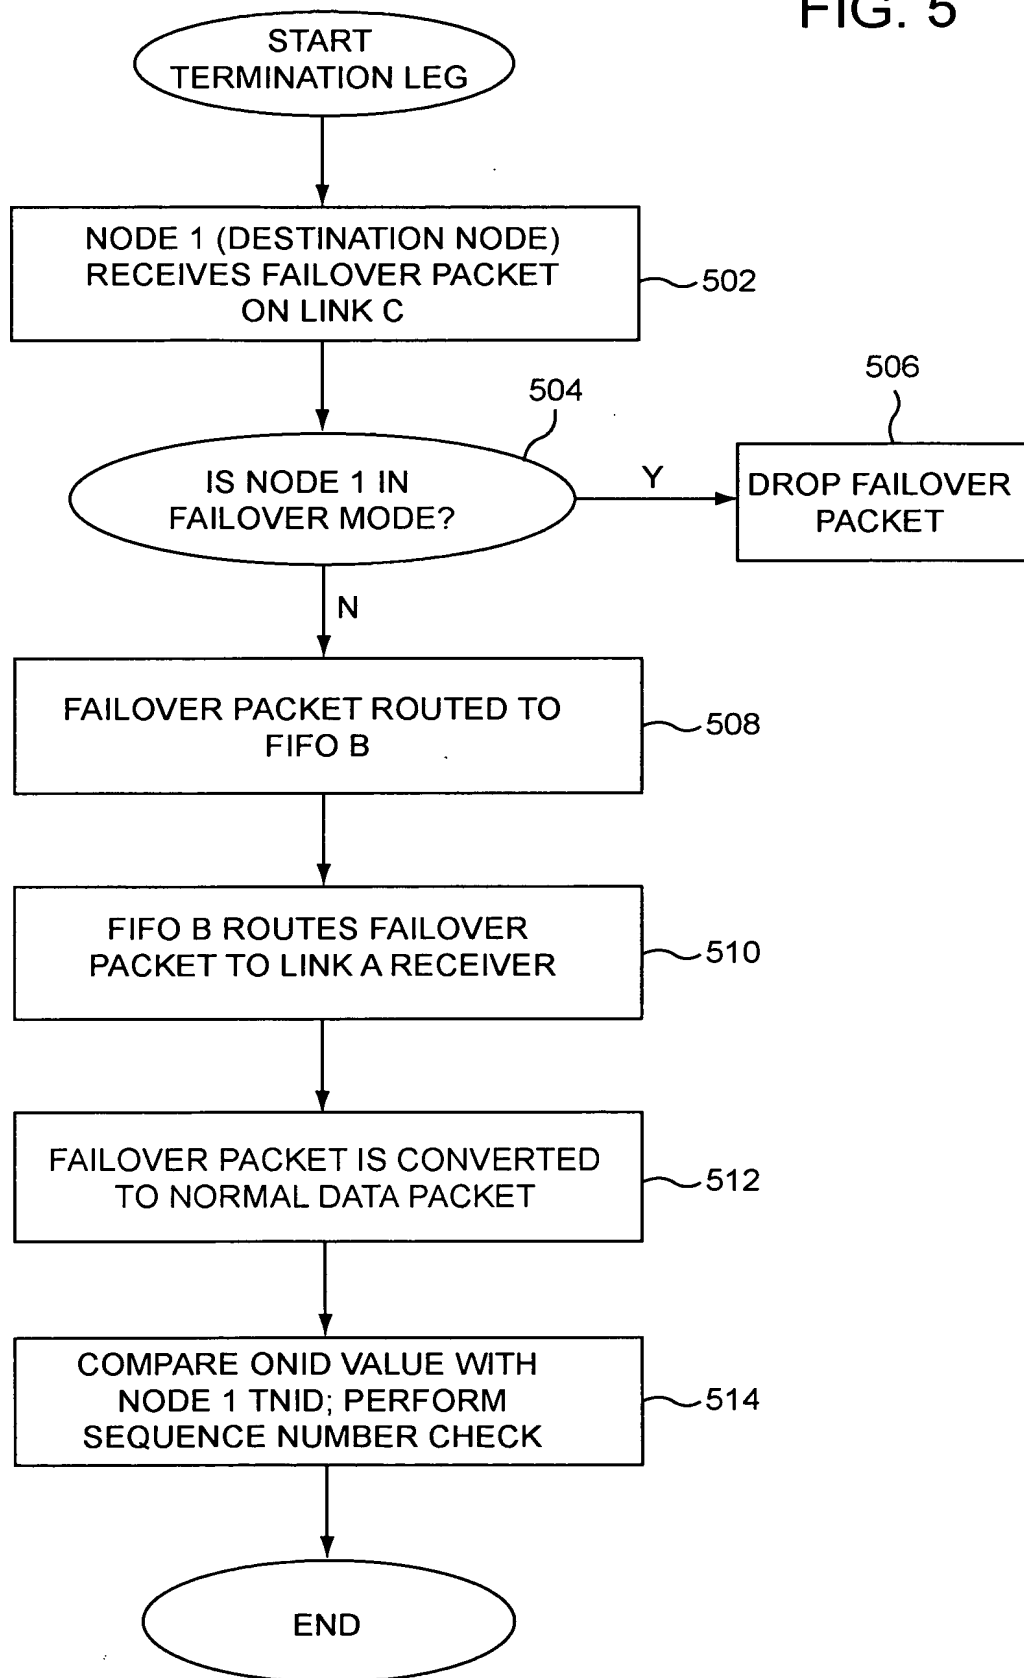 FIG. 5
START
TERMINATION LEG
NODE 1 (DESTINATION NODE)
RECEIVES FAILOVER PACKET
ON LINK C
502
504
IS NODE 1 IN
FAILOVER MODE?
Y
506
DROP FAILOVER
PACKET
N
FAILOVER PACKET ROUTED TO
FIFO B
508
FIFO B ROUTES FAILOVER
PACKET TO LINK A RECEIVER
510
FAILOVER PACKET IS CONVERTED
TO NORMAL DATA PACKET
512
COMPARE ONID VALUE WITH
NODE 1 TNID; PERFORM
SEQUENCE NUMBER CHECK
514
END